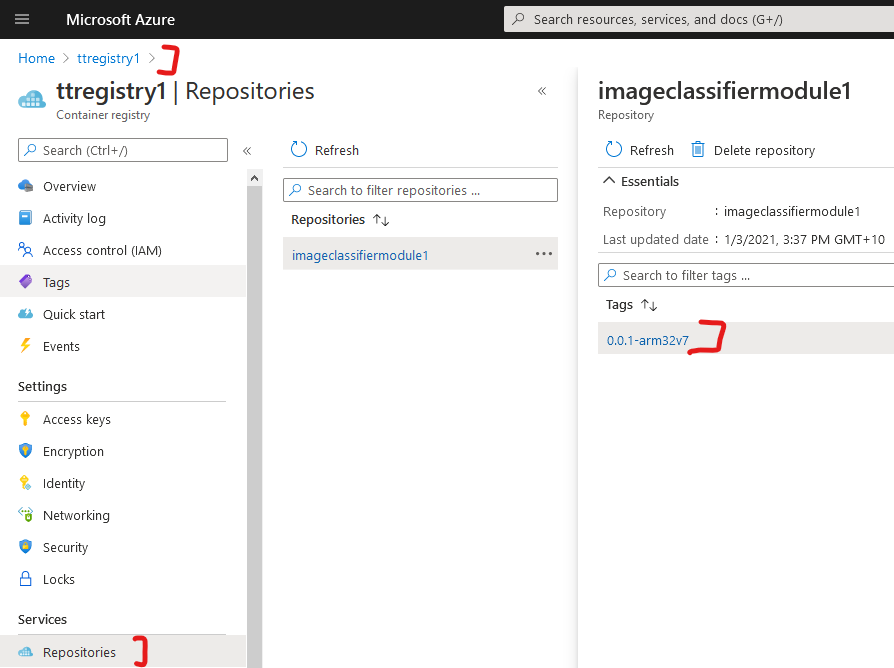 Microsoft Azure
Search resources, services, and docs (G+/)
Home > ttregistry1 >
ttregistry1 | Repositories
Container registry
Search (Ctrl+/)
Overview
Activity log
Access control (IAM)
Tags
Quick start
Events
Settings
Access keys
Encryption
Identity
Networking
Security
Locks
Services
Repositories
Refresh
Search to filter repositories ...
Repositories
imageclassifiermodule1
imageclassifiermodule1
Repository
Refresh
Delete repository
Essentials
Repository : imageclassifiermodule1
Last updated date : 1/3/2021, 3:37 PM GMT+10
Search to filter tags ...
Tags
0.0.1-arm32v7